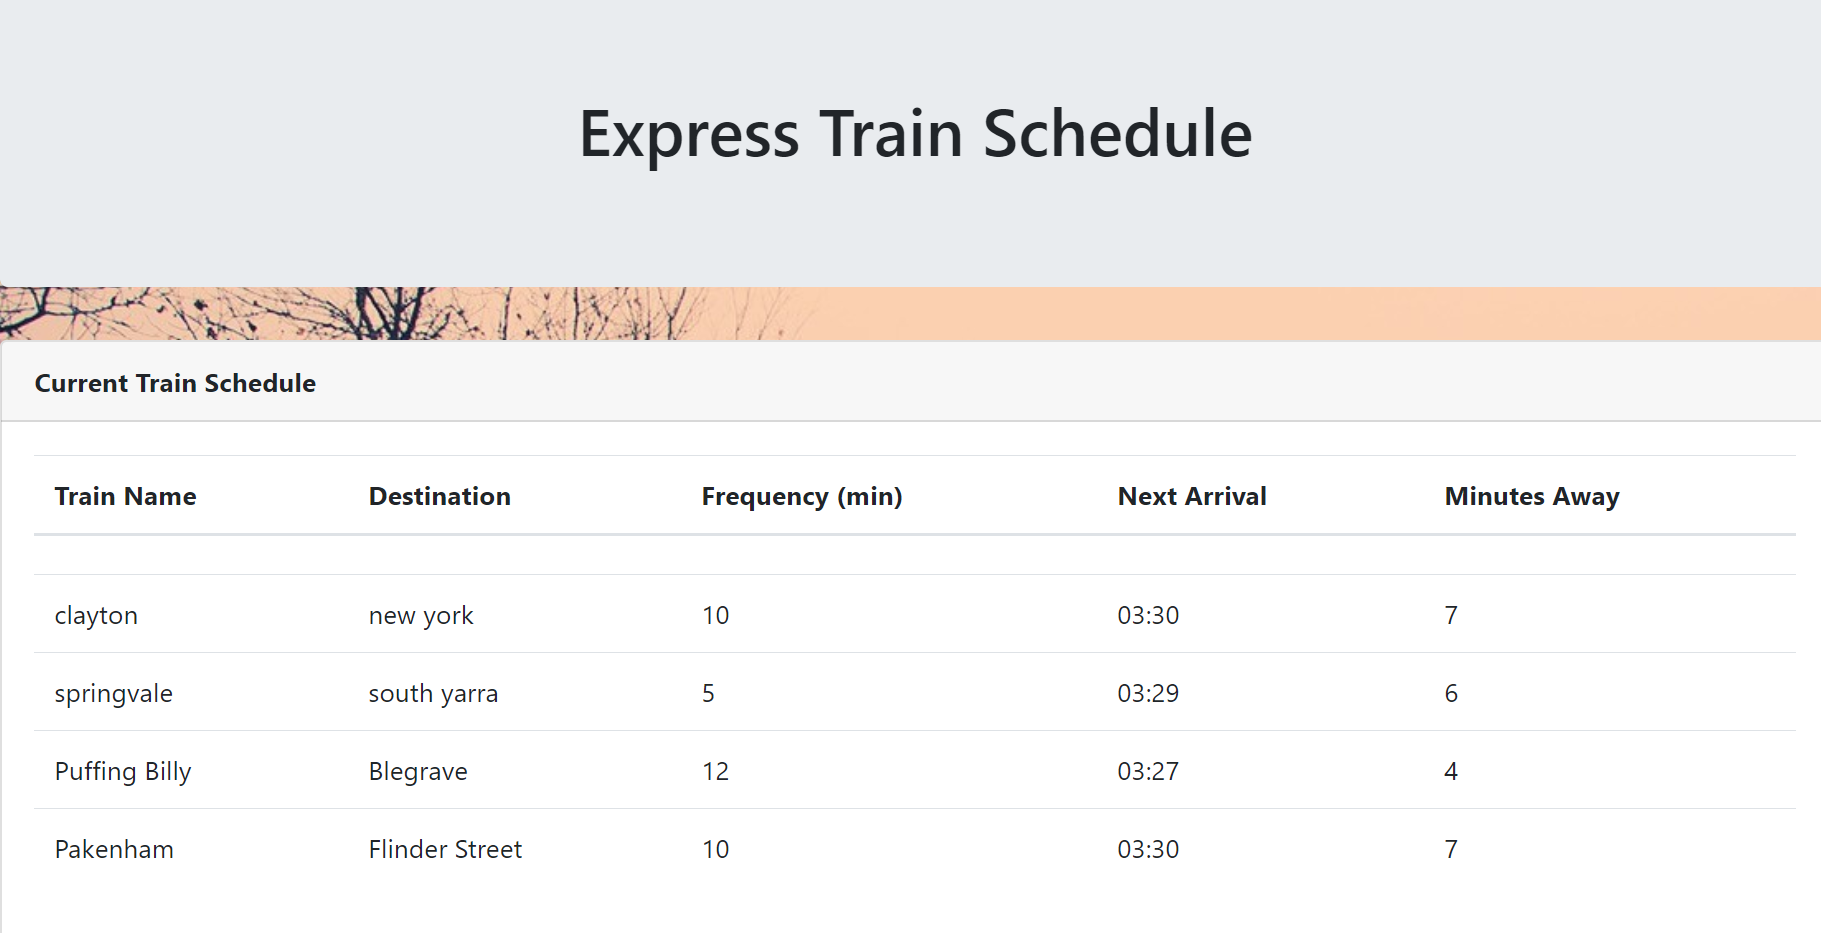 Express Train Schedule
Current Train Schedule
Train Name Destination Frequency (min) Next Arrival Minutes Away
clayton new york 10 03:30 7
springvale south yarra 5 03:29 6
Puffing Billy Blegrave 12 03:27 4
Pakenham Flinder Street 10 03:30 7